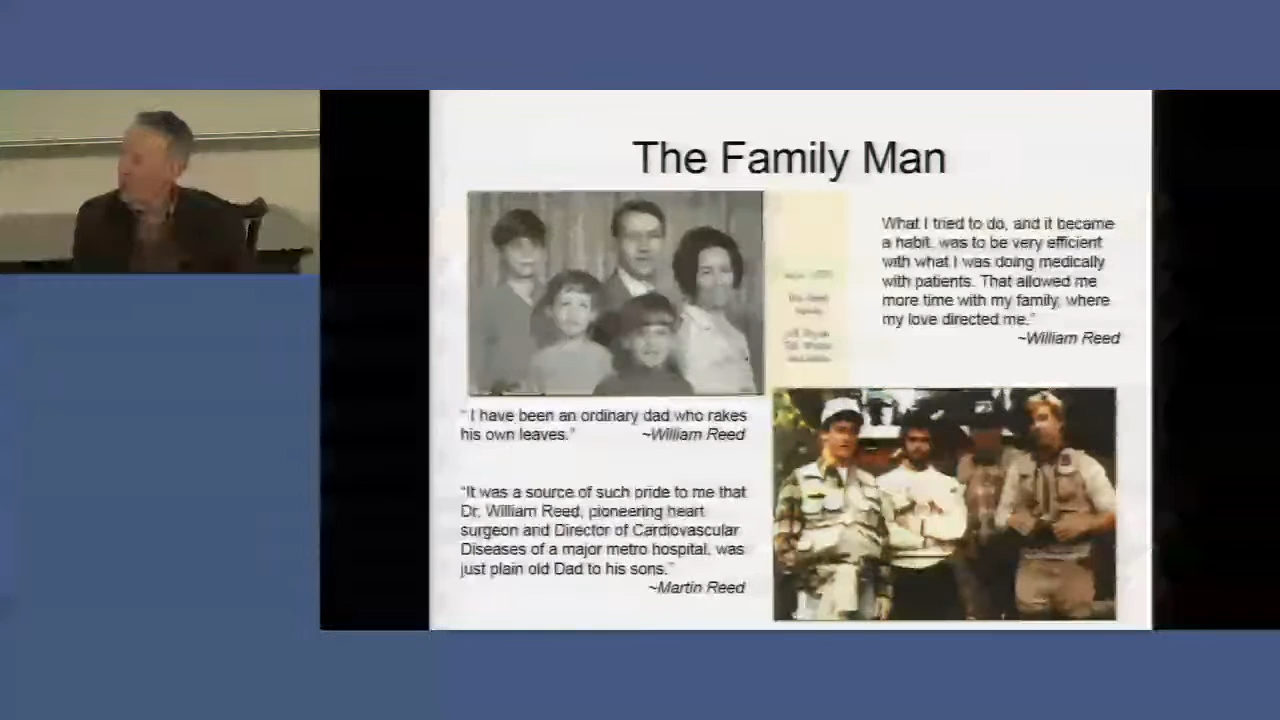 The Family Man
What I tried to do, and it became
a habit, was to be very efficient
with what I was doing medically
with patients. That allowed me
more time with my family, where
my love directed me."
~William Reed
" I have been an ordinary dad who rakes
his own leaves." ~William Reed
"It was a source of such pride to me that
Dr. William Reed, pioneering heart
surgeon and Director of Cardiovascular
Diseases of a major metro hospital, was
just plain old Dad to his sons."
~Martin Reed